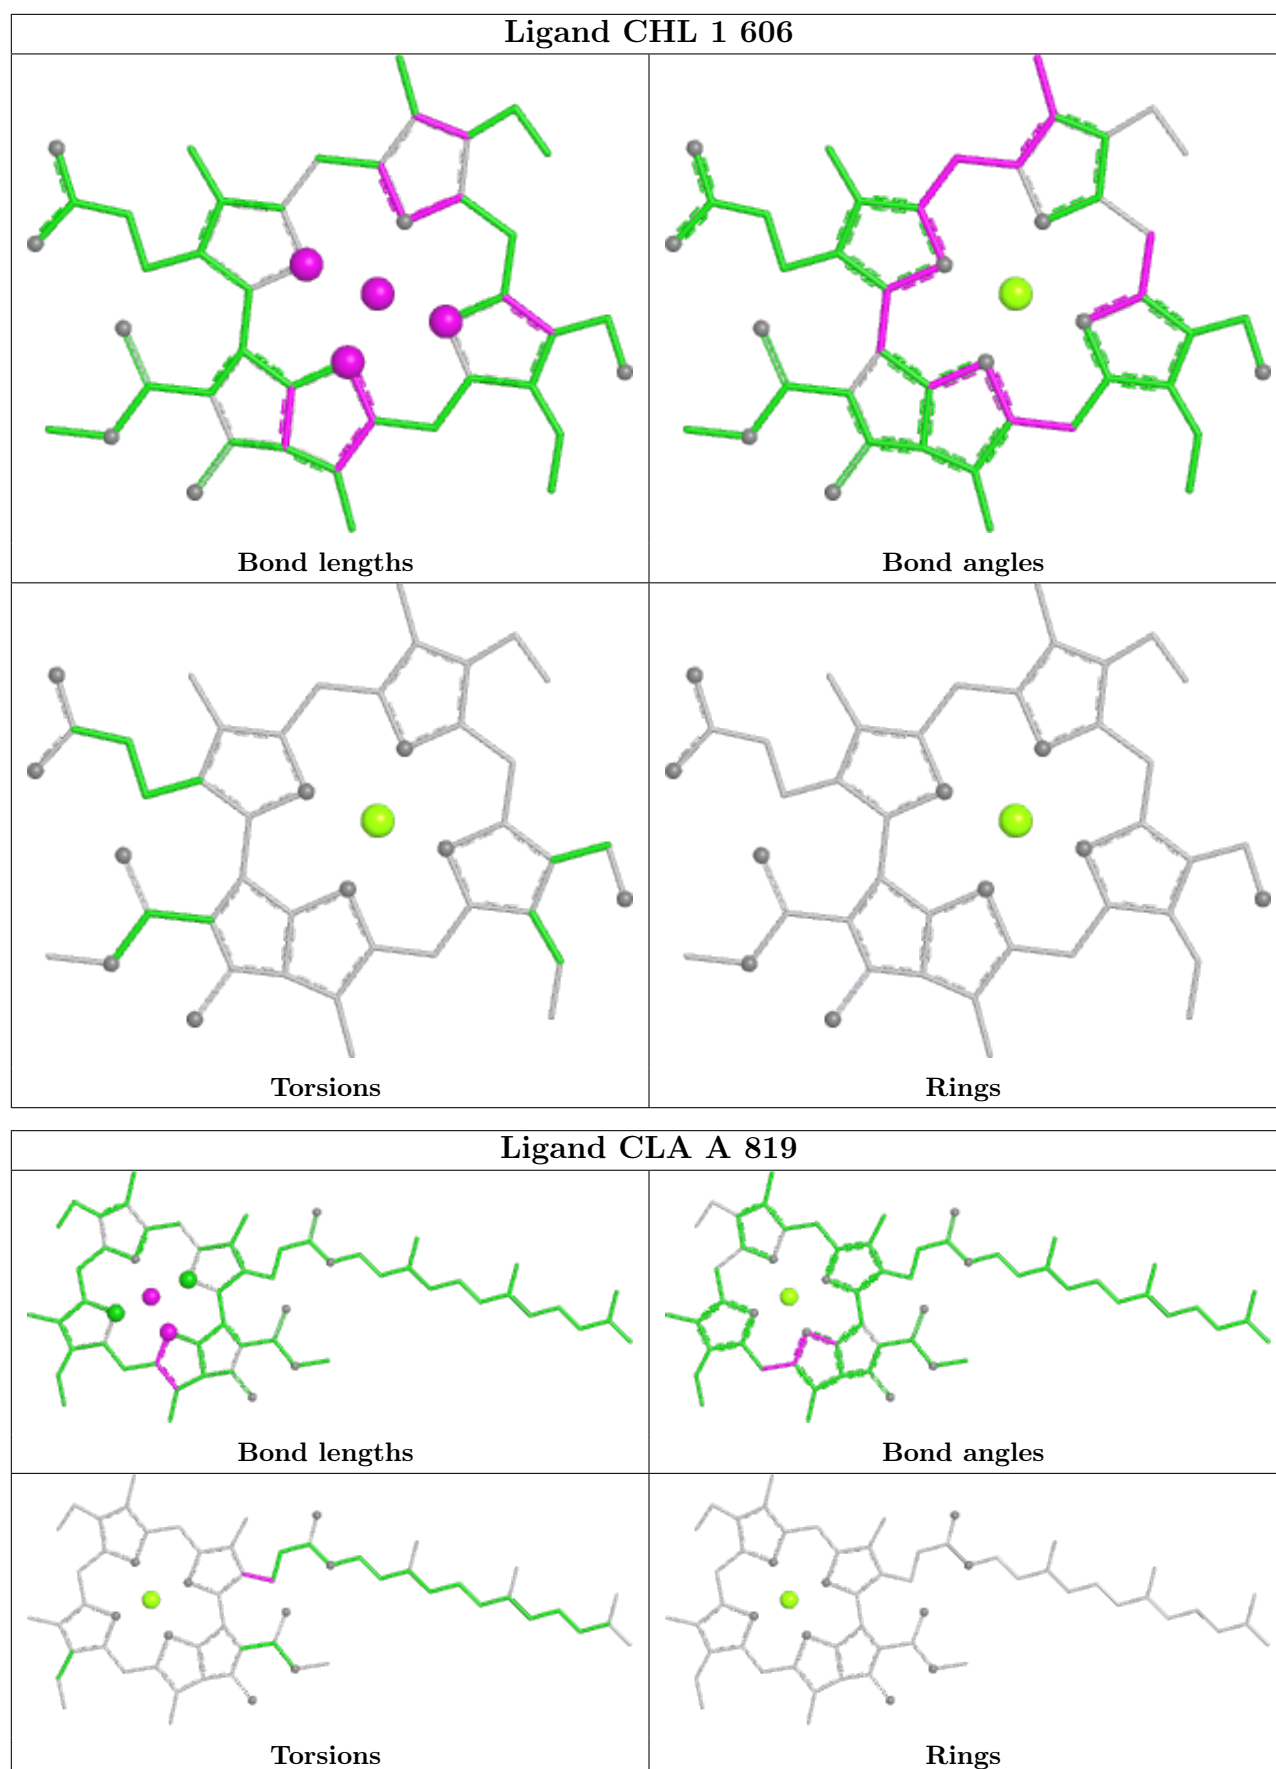 Ligand CHL 1 606
Bond lengths
Bond angles
Torsions
Rings
Ligand CLA A 819
Bond lengths
Bond angles
Torsions
Rings